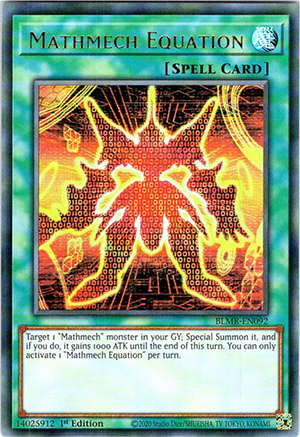 Mathmech Equation
[Spell Card]
BLMR-EN092
Target 1 "Mathmech" monster in your GY; Special Summon it, and
if you do, it gains 1000 ATK until the end of this turn. You can only
activate 1 "Mathmech Equation" per turn.
14025912 1st Edition ©2020 Studio Dice/SHUEISHA, TV TOKYO, KONAMI